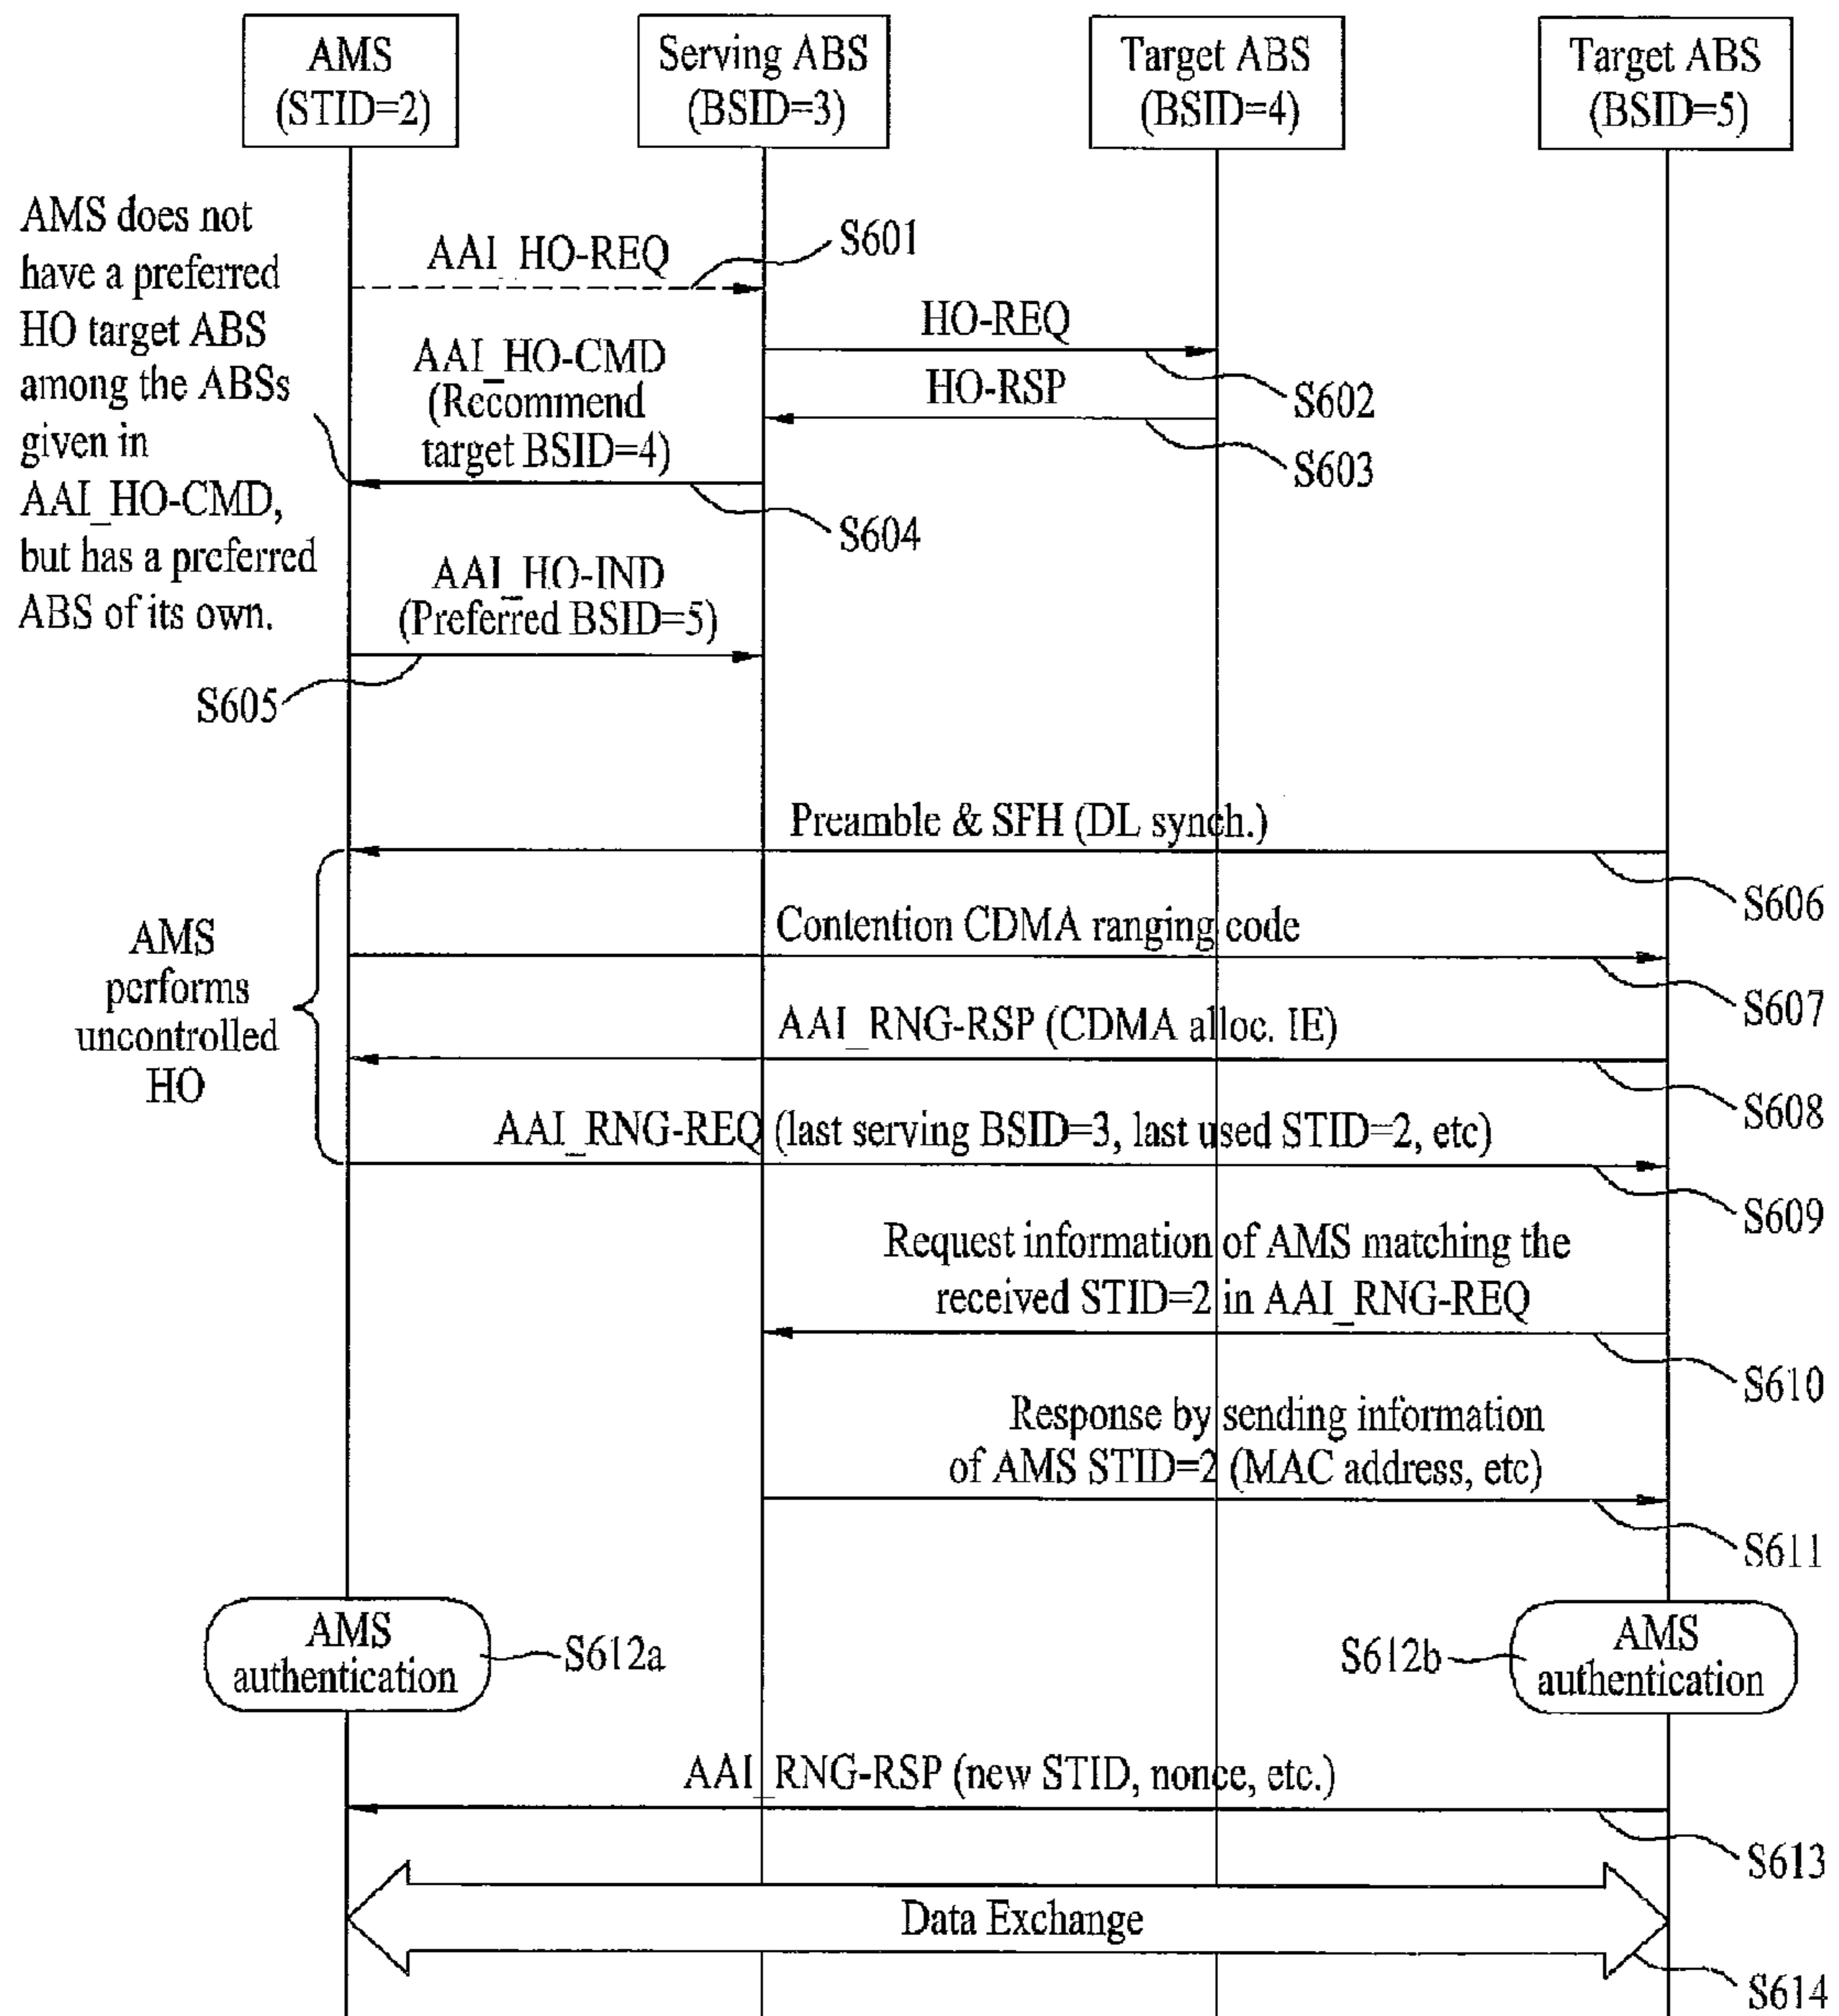 AMS
(STID=2)
Serving ABS
(BSID=3)
Target ABS
(BSID=4)
Target ABS
(BSID=5)
AMS does not
have a preferred
HO target ABS
among the ABSs
given in
AAI_HO-CMD,
but has a preferred
ABS of its own.
AAI_HO-REQ
S601
HO-REQ
S602
HO-RSP
S603
AAI_HO-CMD
(Recommend
target BSID=4)
S604
AAI_HO-IND
(Preferred BSID=5)
S605
Preamble & SFH (DL synch.)
S606
AMS
performs
uncontrolled
HO
Contention CDMA ranging code
S607
AAI_RNG-RSP (CDMA alloc. IE)
S608
AAI_RNG-REQ (last serving BSID=3, last used STID=2, etc)
S609
Request information of AMS matching the
received STID=2 in AAI_RNG-REQ
S610
Response by sending information
of AMS STID=2 (MAC address, etc)
S611
AMS
authentication
S612a
S612b
AMS
authentication
AAI_RNG-RSP (new STID, nonce, etc.)
S613
Data Exchange
S614